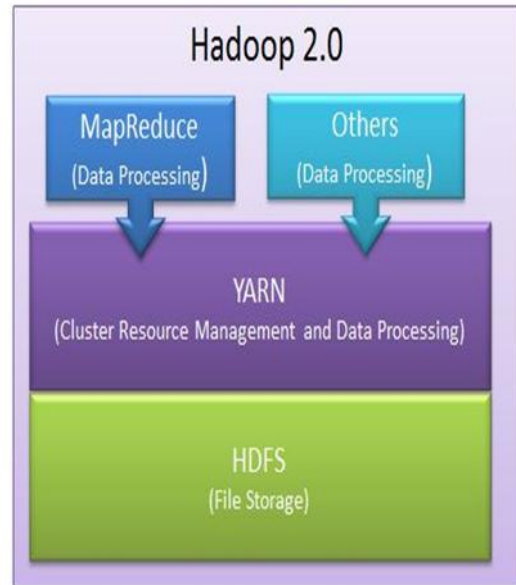 Hadoop 2.0
MapReduce
(Data Processing)
Others
(Data Processing)
YARN
(Cluster Resource Management and Data Processing)
HDFS
(File Storage)